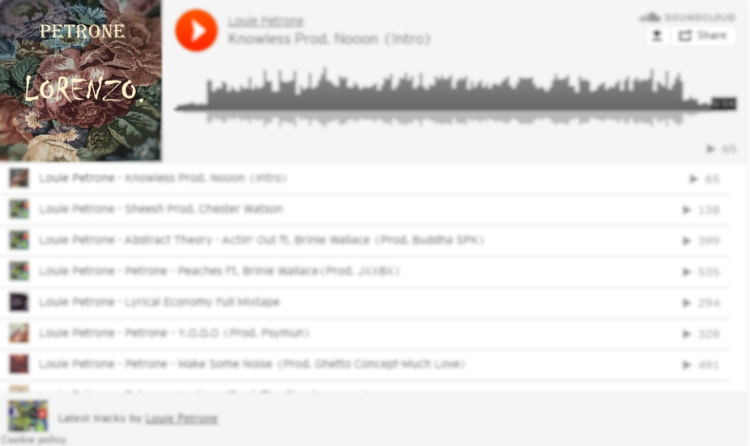 PETRONE
LORENZO.
Louie Petrone
Knowless Prod. Nooon (Intro)
SOUNDCLOUD
Share
65
Louie Petrone - Knowless Prod. Nooon (Intro)
65
Louie Petrone - Sheesh Prod. Chester Watson
138
Louie Petrone - Abstract Theory - Actin' Out ft. Brinie Wallace (Prod. Buddha SPK)
399
Louie Petrone - Petrone - Peaches Ft. Brinie Wallace(Prod.
535
Louie Petrone - Lyrical Economy Full Mixtape
294
Louie Petrone - Petrone - Y.O.D.O (Prod. Psymun)
328
Louie Petrone - Petrone - Make Some Noise (Prod. Ghetto Concept-Much Love)
491
Latest tracks by Louie Petrone
Cookie policy